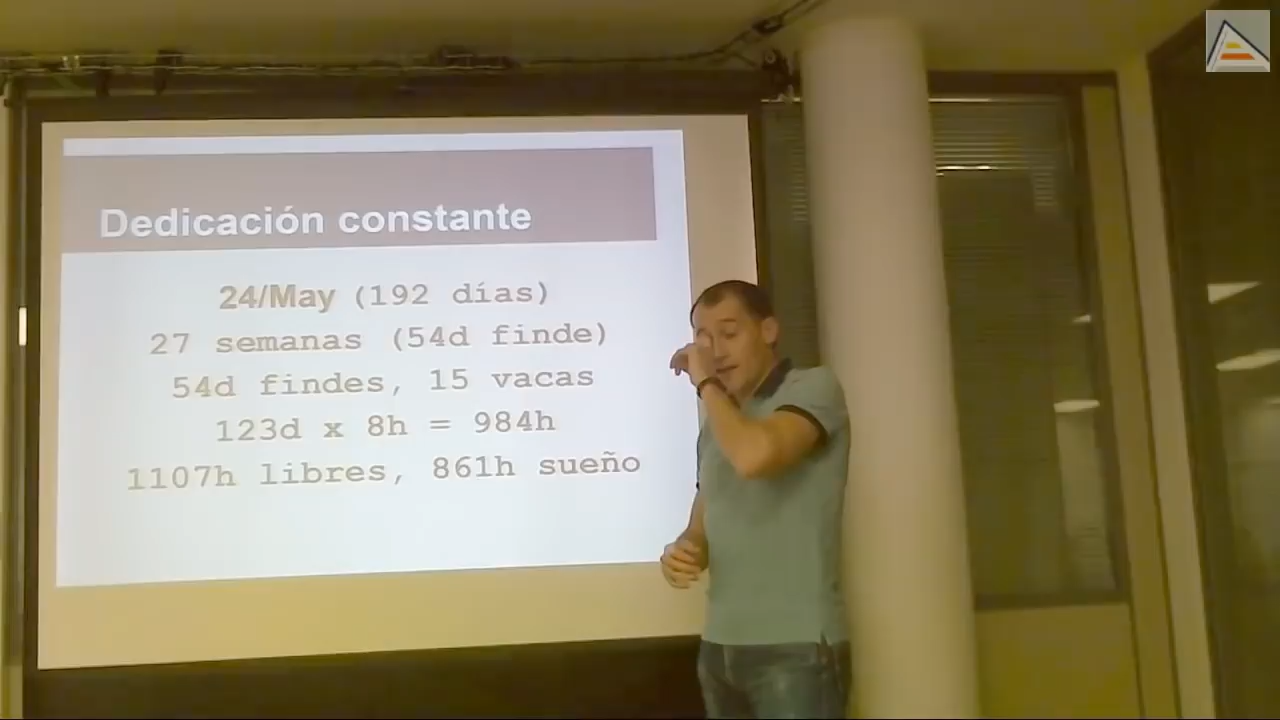 Dedicación constante
24/May (192 días)
27 semanas (54d finde)
54d findes, 15 vacas
123d x 8h = 984h
1107h libres, 861h sueño